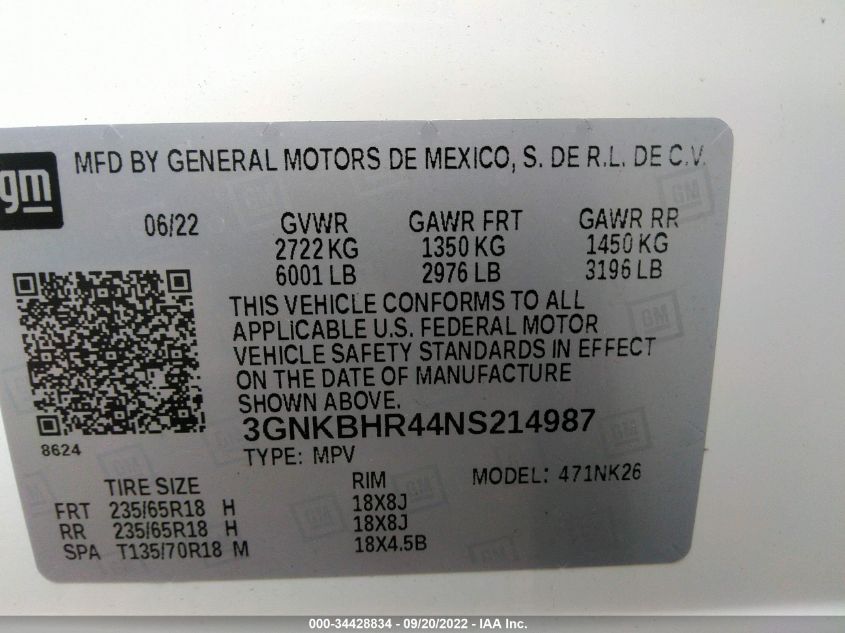 gm
MFD BY GENERAL MOTORS DE MEXICO, S. DE R.L. DE C.V.
06/22 GVWR GAWR FRT GAWR RR
2722 KG 1350 KG 1450 KG
6001 LB 2976 LB 3196 LB
THIS VEHICLE CONFORMS TO ALL
APPLICABLE U.S. FEDERAL MOTOR
VEHICLE SAFETY STANDARDS IN EFFECT
ON THE DATE OF MANUFACTURE
SHOWN ABOVE.
3GNKBHR44NS214987
8624
TYPE: MPV
MODEL: 471NK26
TIRE SIZE RIM
FRT 235/65R18 H 18X8J
RR 235/65R18 H 18X8J
SPA T135/70R18 M 18X4.5B
000-34428834 - 09/20/2022 - IAA Inc.